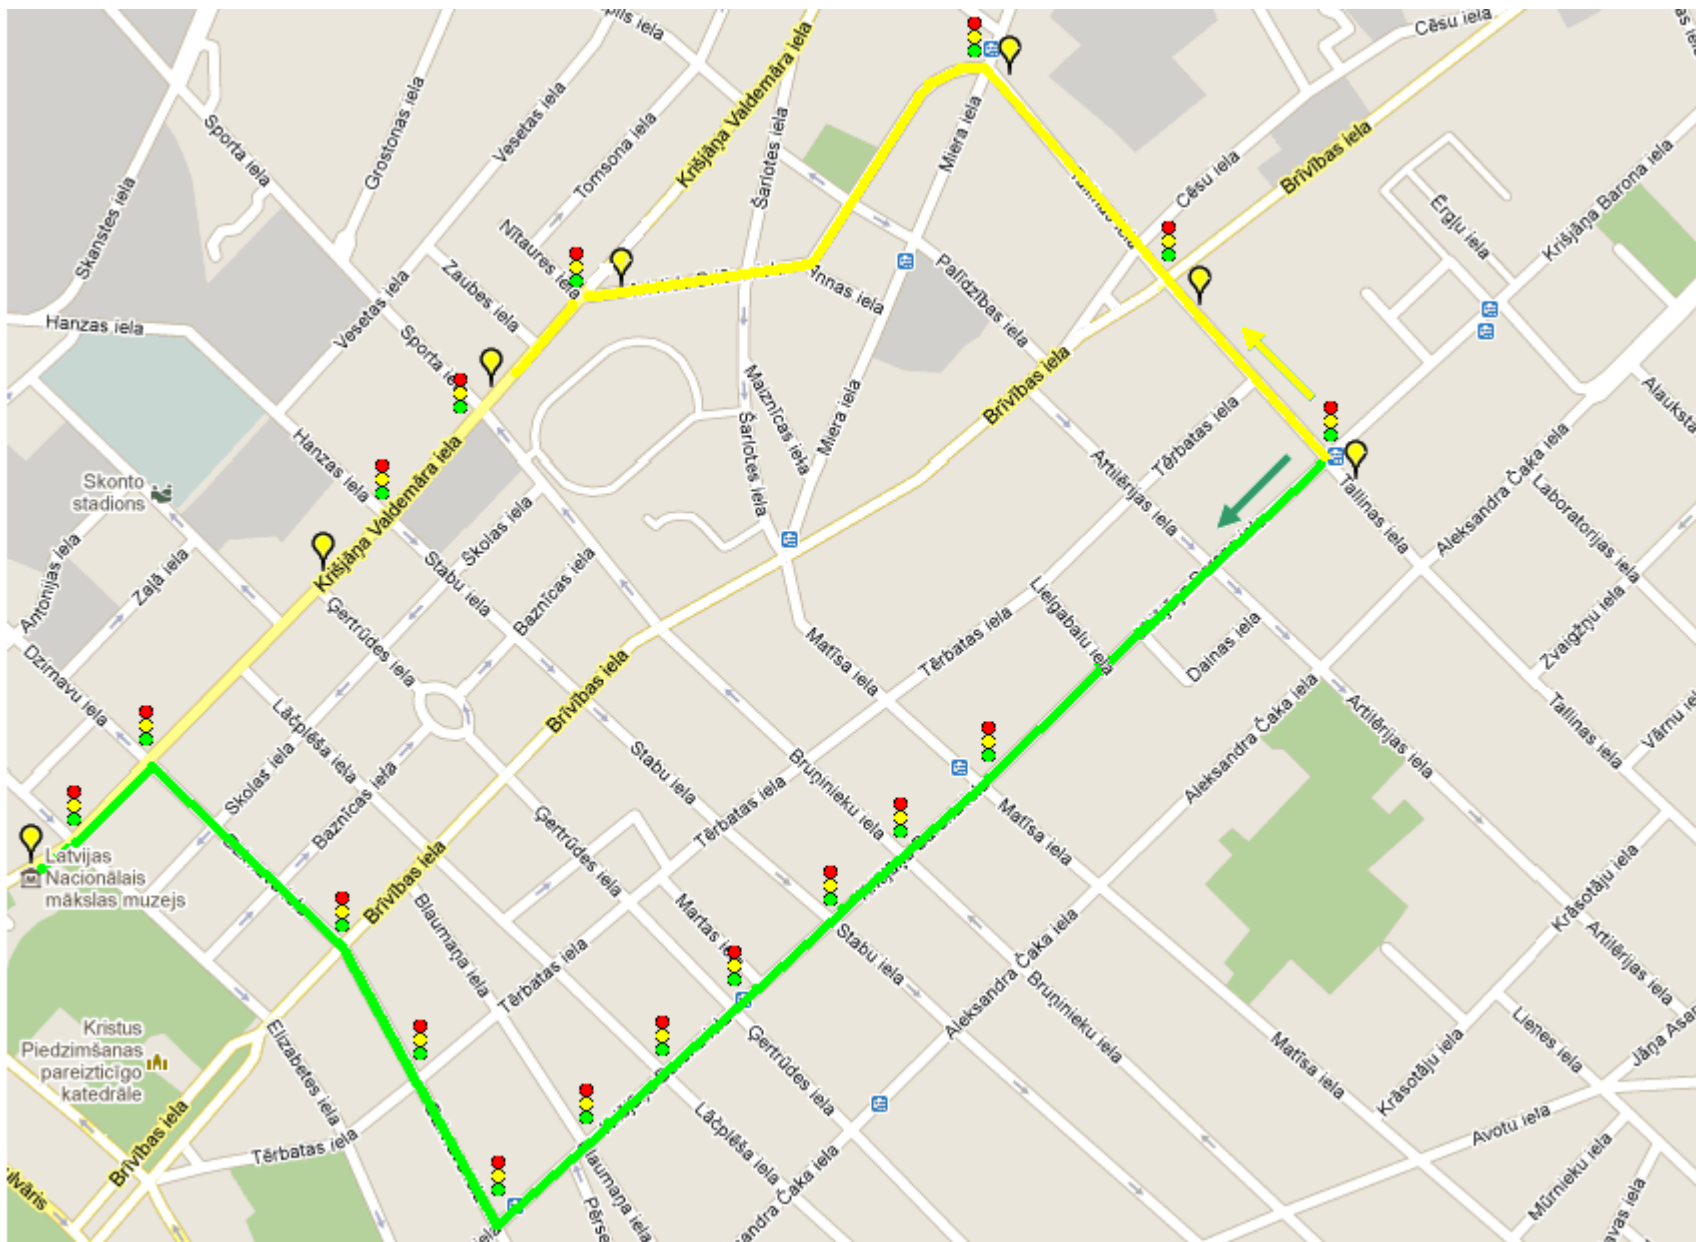 Cēsu iela
Krišjāņa Valdemāra iela
Sporta iela
Grostonas iela
Vesetas iela
Tomsona iela
Šarlotes iela
Miera iela
Cēsu iela
Brīvības iela
Ērgļu iela
Krišjāņa Barona iela
Skanstes iela
Nītaures iela
Zaubes iela
Annas iela
Palīdzības iela
Hanzas iela
Vesetas iela
Sporta
Maiznīcas iela
Šarlotes iela
Miera iela
Brīvības iela
Tērbatas iela
Artilērijas iela
Aleksandra Čaka iela
Tallinas iela
Laboratorijas iela
Hanzas iela
Skonto
stadions
Krišjāņa Valdemāra iela
Skolas iela
Stabu iela
Baznīcas iela
Antonijas iela
Zaļā iela
Dzirnavu iela
Ģertrūdes iela
Matīsa iela
Tērbatas iela
Lielgabalu iela
Dainas iela
Zvaigžņu iela
Brīvības iela
Lāčplēša iela
Skolas iela
Baznīcas iela
Stabu iela
Bruņinieku iela
Tērbatas iela
Aleksandra Čaka iela
Artilērijas iela
Tallinas iela
Vārnu
Latvijas
Nacionālais
mākslas muzejs
Brīvības iela
Blaumaņa iela
Ģertrūdes iela
Martas iela
Matīsa iela
Stabu iela
Tērbatas iela
Aleksandra Čaka iela
Bruņinieku iela
Krāsotāju iela
Artilērijas iela
Lienes iela
Kristus
Piedzimšanas
pareizticīgo
katedrāle
Elizabetes iela
Ģertrūdes iela
Matīsa iela
Krāsotāju iela
Jāņa
Brīvības iela
Tērbatas iela
Lāčplēša iela
Avotu iela
Mūrnieku iela
Čaka iela